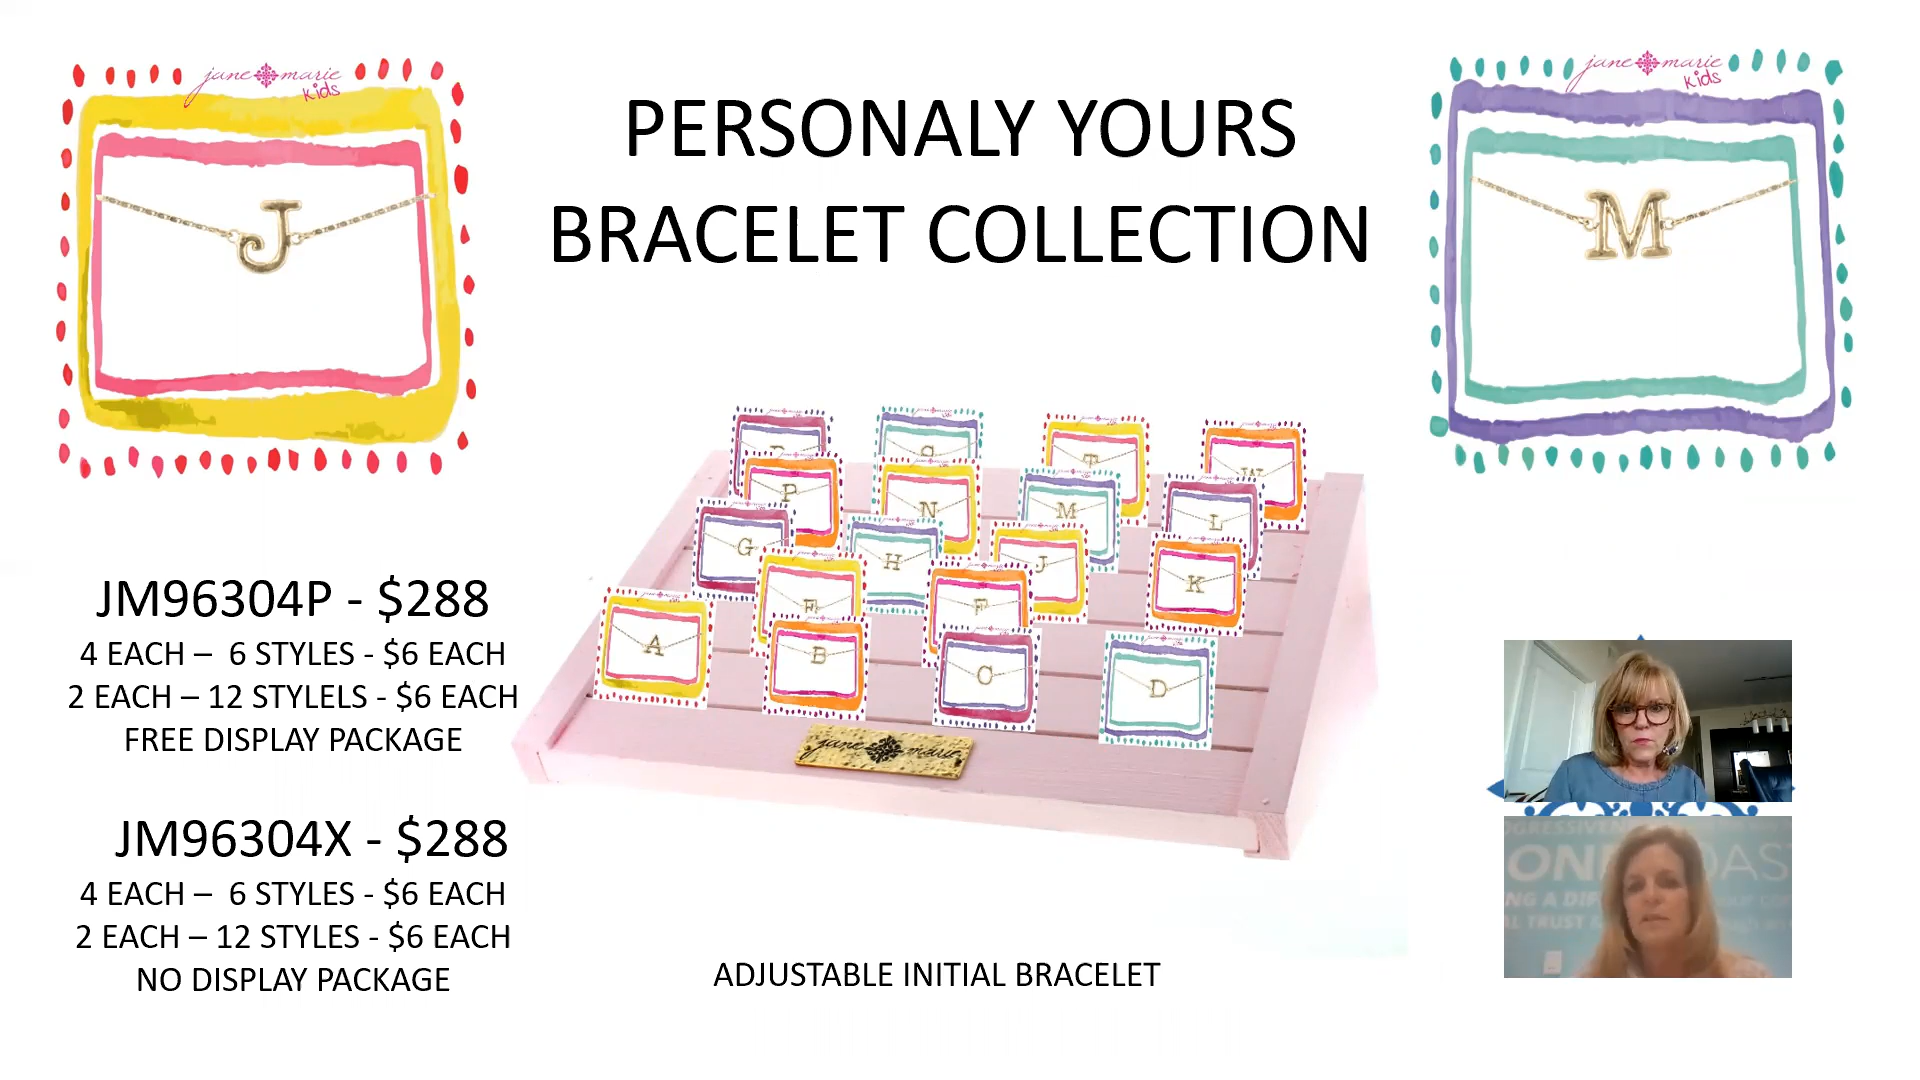 jane marie
kids
jane marie
kids
PERSONALY YOURS
BRACELET COLLECTION
J
M
JM96304P - $288
4 EACH – 6 STYLES - $6 EACH
2 EACH – 12 STYLELS - $6 EACH
FREE DISPLAY PACKAGE
JM96304X - $288
4 EACH – 6 STYLES - $6 EACH
2 EACH – 12 STYLES - $6 EACH
NO DISPLAY PACKAGE
P N M L
G H J K
E F
A B C D
jane marie
ADJUSTABLE INITIAL BRACELET